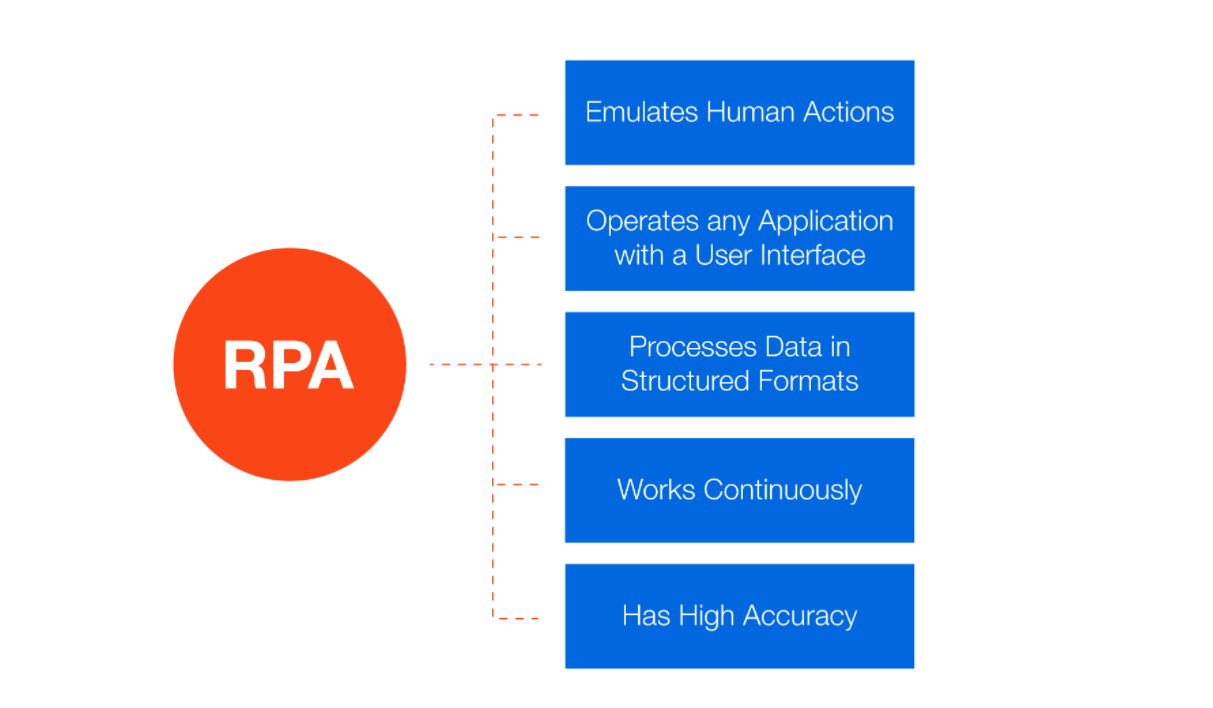 RPA
Emulates Human Actions
Operates any Application
with a User Interface
Processes Data in
Structured Formats
Works Continuously
Has High Accuracy